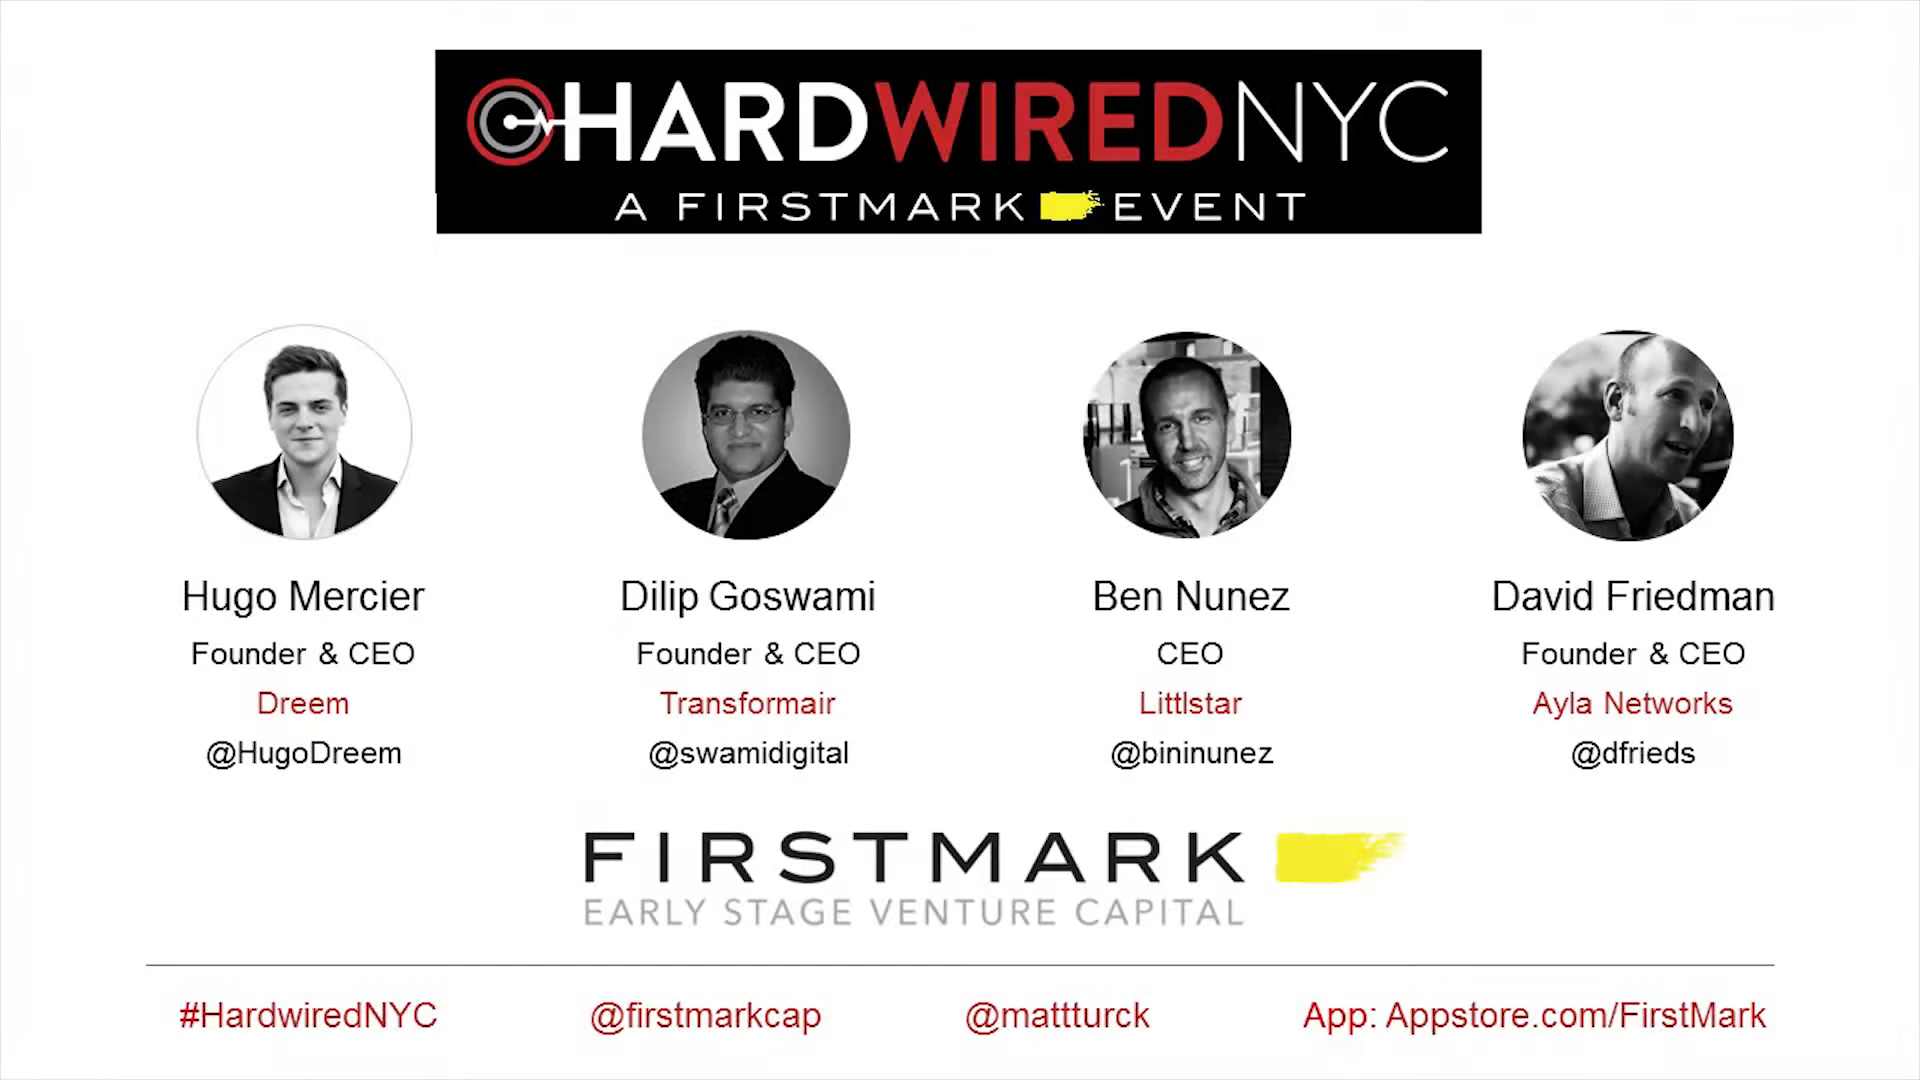 HARDWIREDNYC
A FIRSTMARK EVENT
Hugo Mercier
Founder & CEO
Dreem
@HugoDreem
Dilip Goswami
Founder & CEO
Transformair
@swamidigital
Ben Nunez
CEO
Littlstar
@bininunez
David Friedman
Founder & CEO
Ayla Networks
@dfrieds
FIRSTMARK
EARLY STAGE VENTURE CAPITAL
#HardwiredNYC
@firstmarkcap
@mattturck
App: Appstore.com/FirstMark